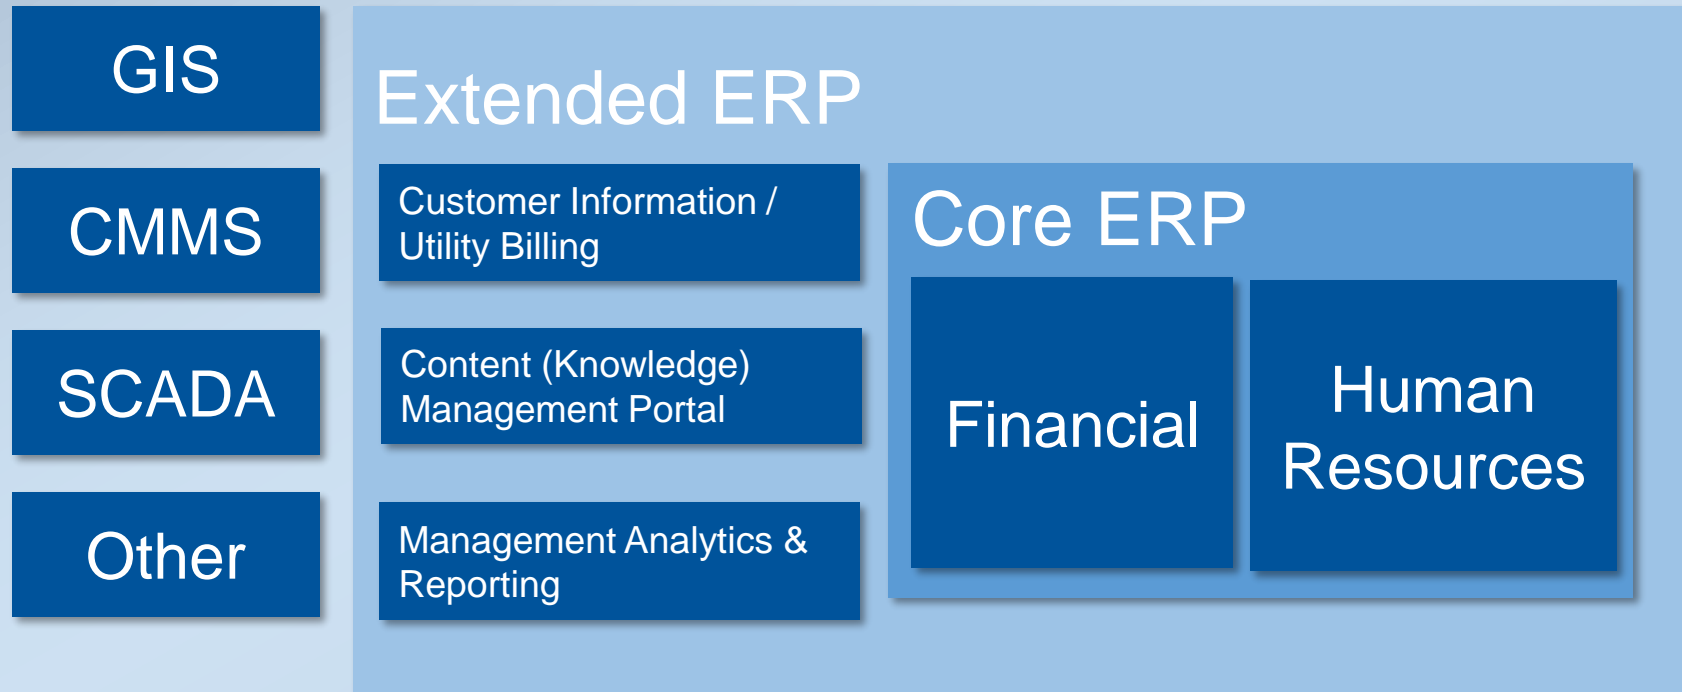 GIS
CMMS
SCADA
Other
Extended ERP
Customer Information /
Utility Billing
Content (Knowledge)
Management Portal
Management Analytics &
Reporting
Core ERP
Financial
Human
Resources